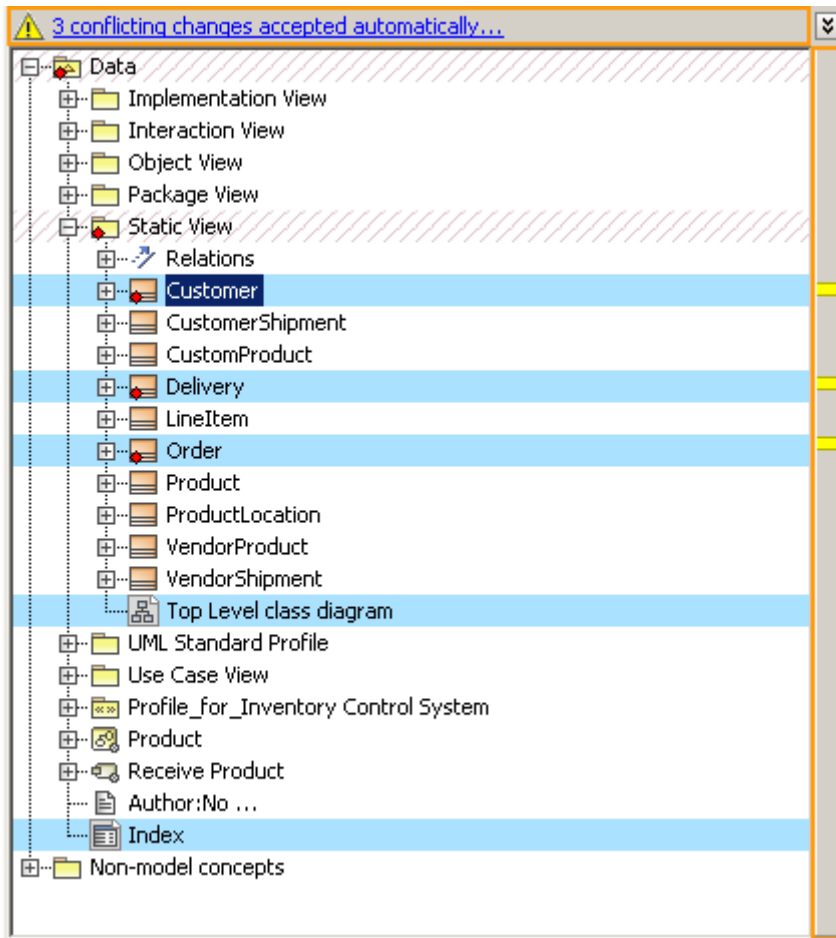 3 conflicting changes accepted automatically...
Data
Implementation View
Interaction View
Object View
Package View
Static View
Relations
Customer
CustomerShipment
CustomProduct
Delivery
LineItem
Order
Product
ProductLocation
VendorProduct
VendorShipment
Top Level class diagram
UML Standard Profile
Use Case View
Profile_for_Inventory Control System
Product
Receive Product
Author:No ...
Index
Non-model concepts